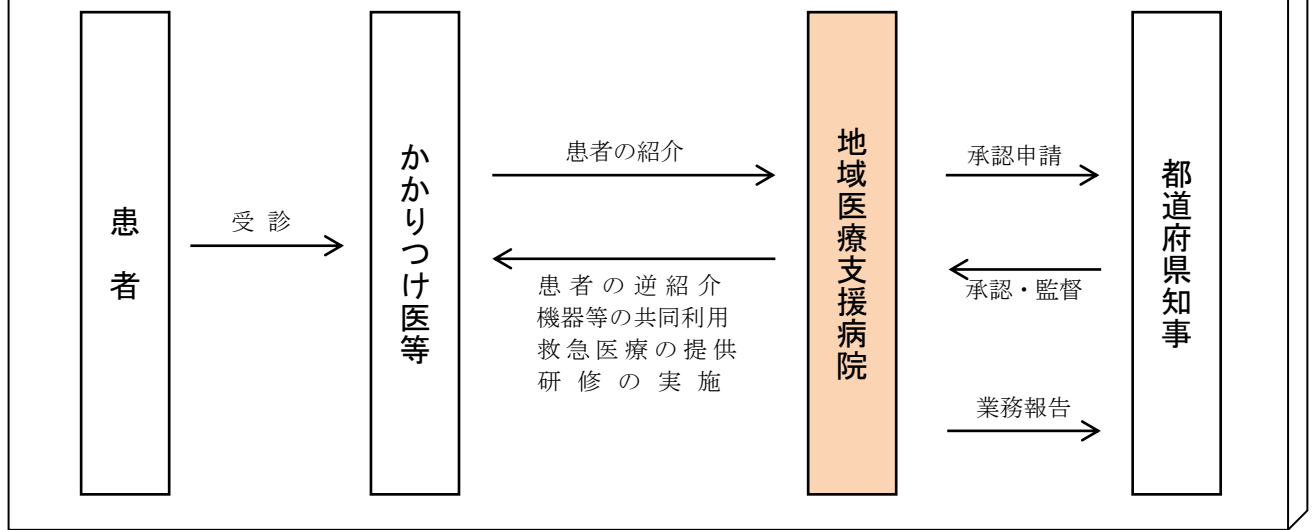 患者
受診
かかりつけ医等
患者の紹介
患者の逆紹介
機器等の共同利用
救急医療の提供
研修の実施
地域医療支援病院
承認申請
承認・監督
業務報告
都道府県知事